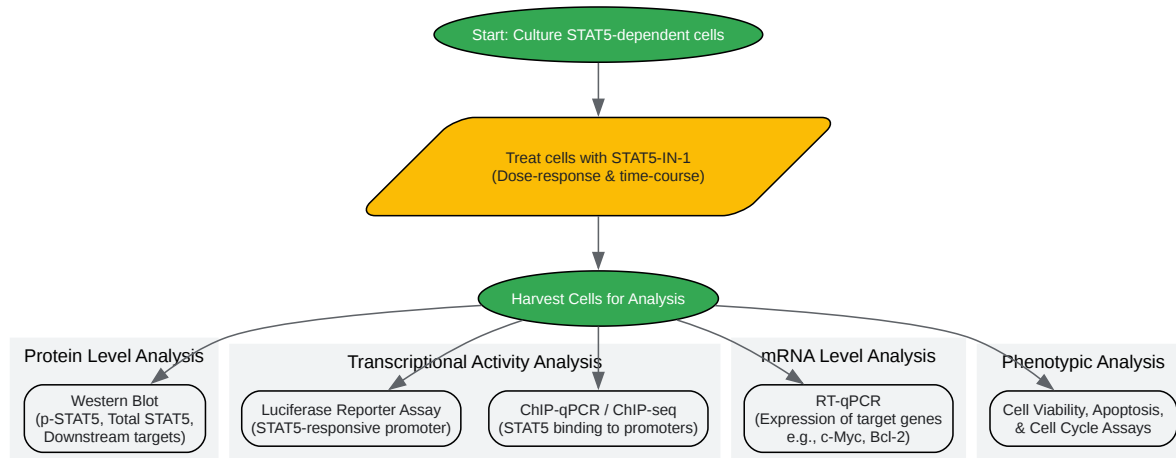 Start: Culture STAT5-dependent cells
Treat cells with STAT5-IN-1
(Dose-response & time-course)
Harvest Cells for Analysis
Protein Level Analysis
Western Blot
(p-STAT5, Total STAT5,
Downstream targets)
Transcriptional Activity Analysis
Luciferase Reporter Assay
(STAT5-responsive promoter)
ChIP-qPCR / ChIP-seq
(STAT5 binding to promoters)
mRNA Level Analysis
RT-qPCR
(Expression of target genes
e.g., c-Myc, Bcl-2)
Phenotypic Analysis
Cell Viability, Apoptosis,
& Cell Cycle Assays